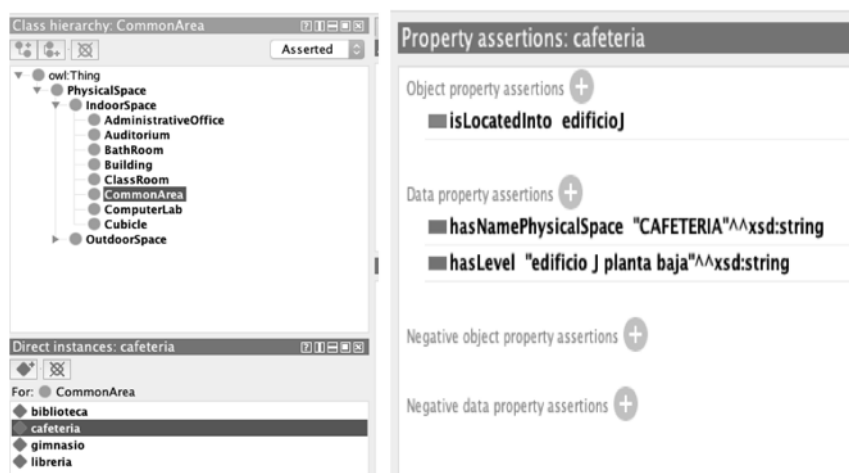 Class hierarchy: CommonArea
Asserted
owl:Thing
PhysicalSpace
IndoorSpace
AdministrativeOffice
Auditorium
BathRoom
Building
ClassRoom
CommonArea
ComputerLab
Cubicle
OutdoorSpace
Direct instances: cafeteria
For: CommonArea
biblioteca
cafeteria
gimnasio
libreria
Property assertions: cafeteria
Object property assertions
isLocatedInto edificioJ
Data property assertions
hasNamePhysicalSpace "CAFETERIA"^^xsd:string
hasLevel "edificio J planta baja"^^xsd:string
Negative object property assertions
Negative data property assertions